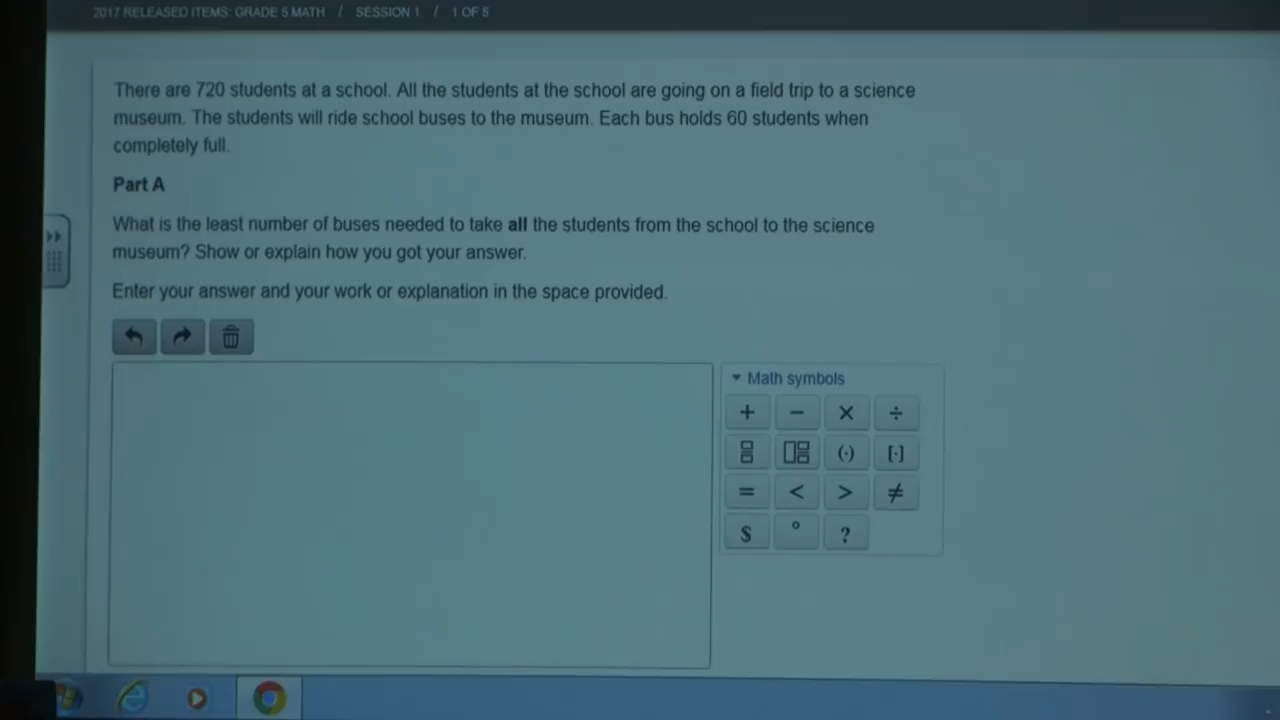 2017 RELEASED ITEMS: GRADE 5 MATH / SESSION 1 / 1 OF 5
There are 720 students at a school. All the students at the school are going on a field trip to a science
museum. The students will ride school buses to the museum. Each bus holds 60 students when
completely full.
Part A
What is the least number of buses needed to take all the students from the school to the science
museum? Show or explain how you got your answer.
Enter your answer and your work or explanation in the space provided.
Math symbols
+ − × ÷
(·) [·]
= < > ≠
$ ° ?